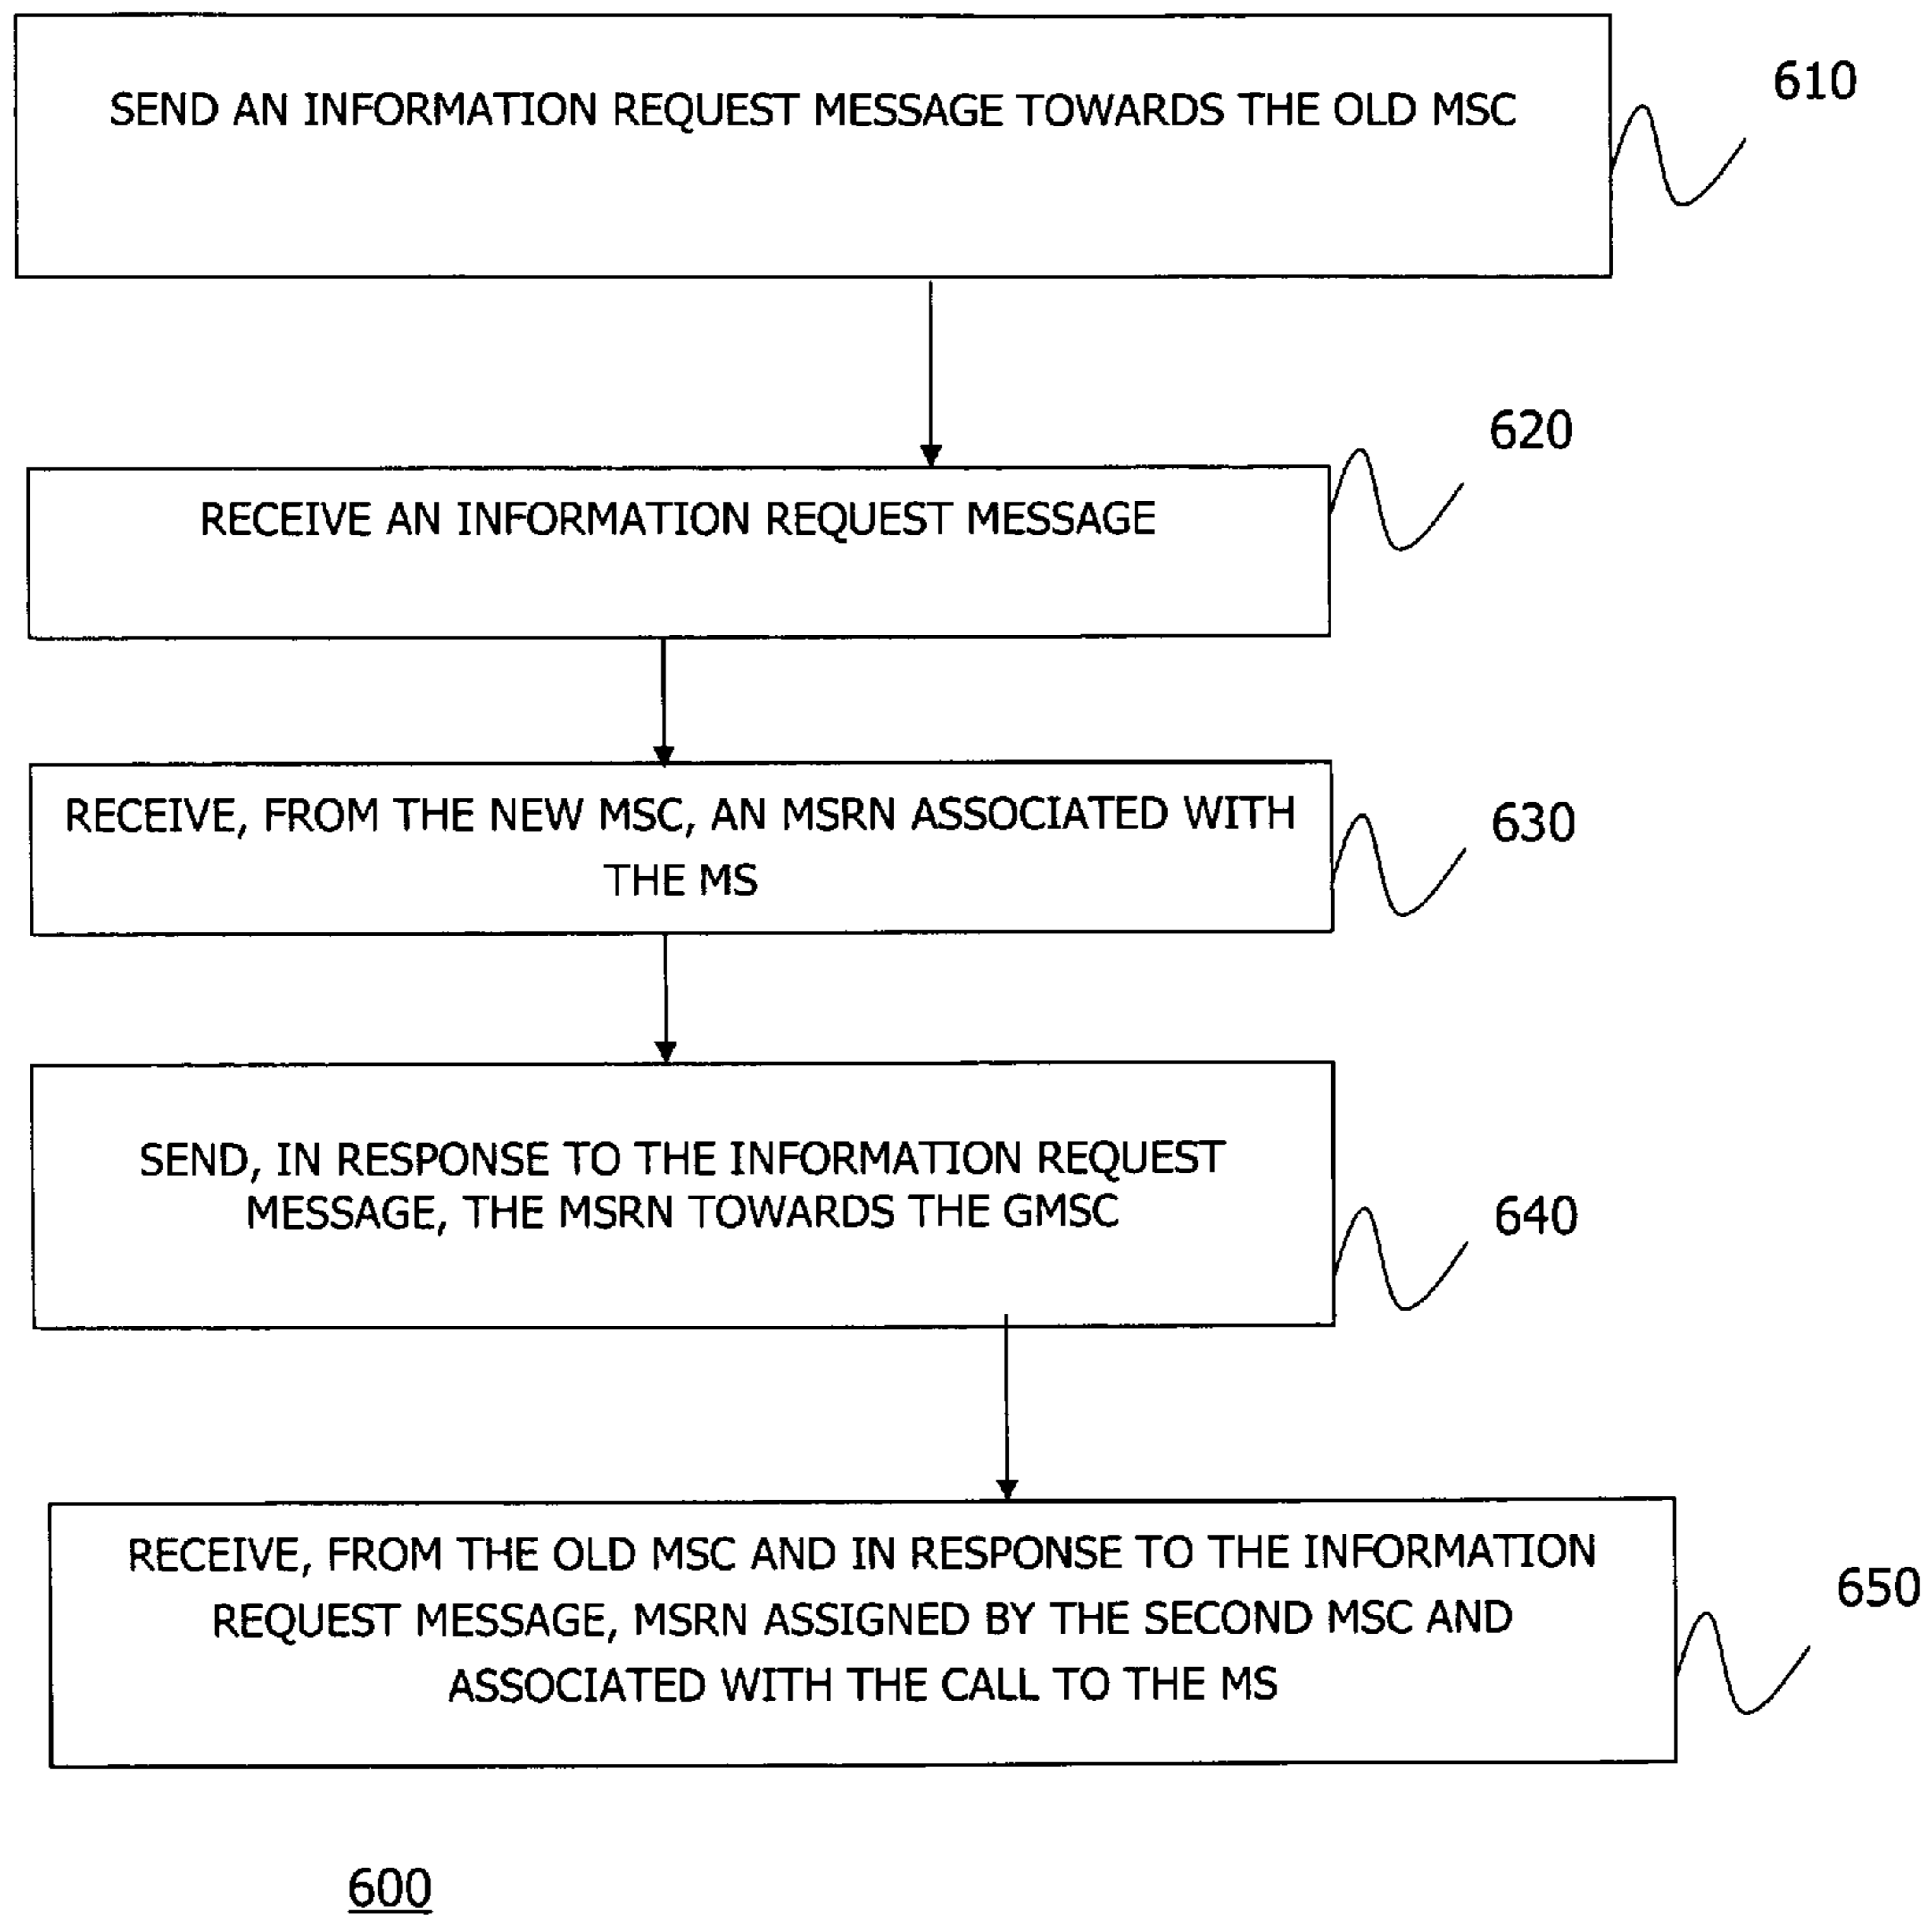 SEND AN INFORMATION REQUEST MESSAGE TOWARDS THE OLD MSC
610
RECEIVE AN INFORMATION REQUEST MESSAGE
620
RECEIVE, FROM THE NEW MSC, AN MSRN ASSOCIATED WITH
THE MS
630
SEND, IN RESPONSE TO THE INFORMATION REQUEST
MESSAGE, THE MSRN TOWARDS THE GMSC
640
RECEIVE, FROM THE OLD MSC AND IN RESPONSE TO THE INFORMATION
REQUEST MESSAGE, MSRN ASSIGNED BY THE SECOND MSC AND
ASSOCIATED WITH THE CALL TO THE MS
650
600